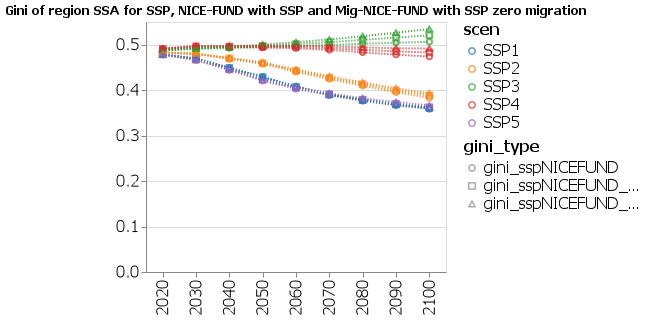 Gini of region SSA for SSP, NICE-FUND with SSP and Mig-NICE-FUND with SSP zero migration
0.5
0.4
0.3
0.2
0.1
0.0
2020
2030
2040
2050
2060
2070
2080
2090
2100
scen
SSP1
SSP2
SSP3
SSP4
SSP5
gini_type
gini_sspNICEFUND
gini_sspNICEFUND_...
gini_sspNICEFUND_...